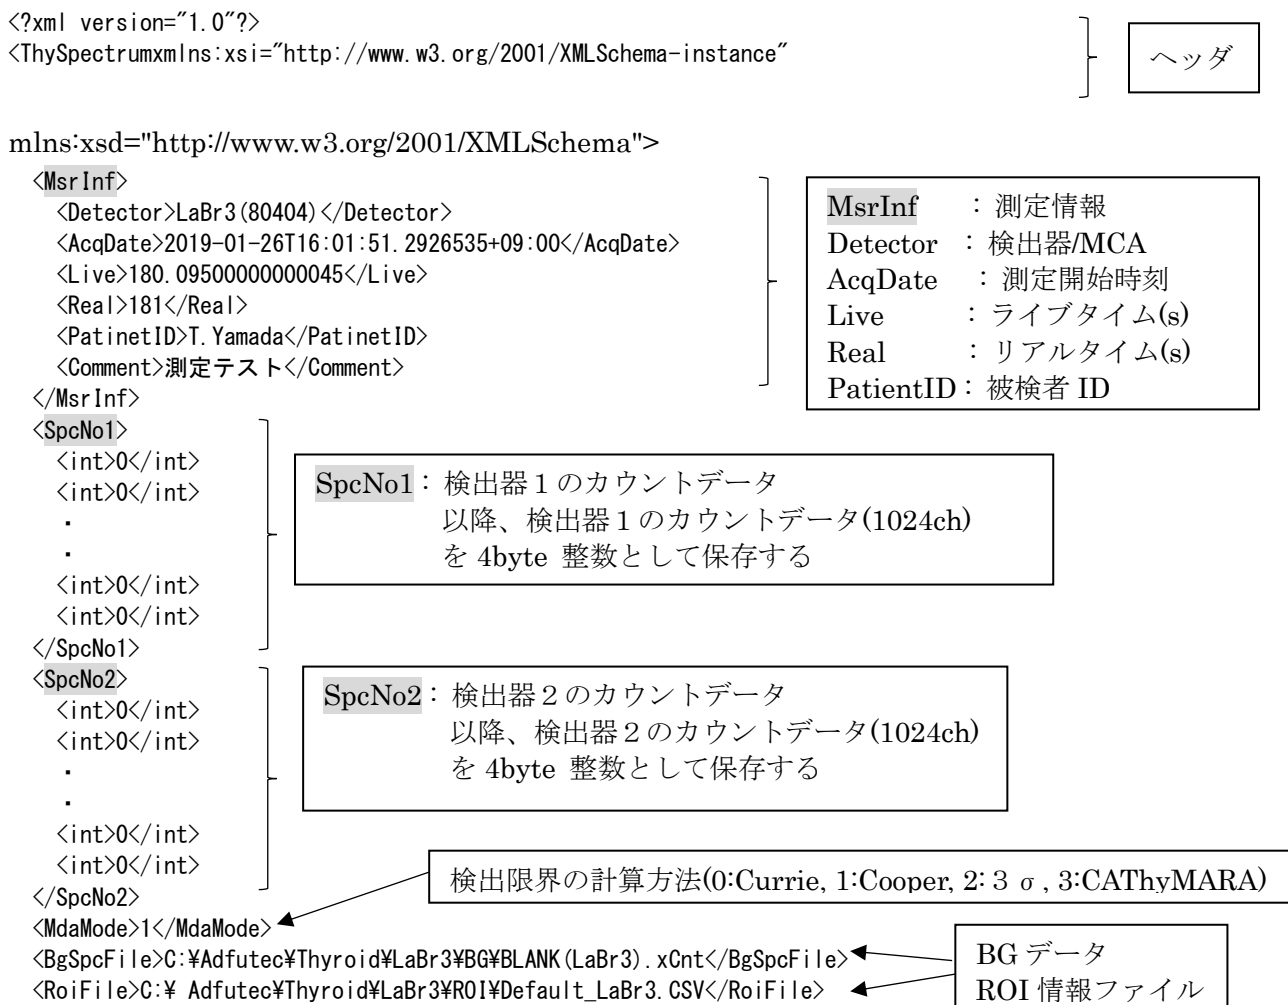 <?xml version="1.0"?>
<ThySpectrumxmlns:xsi="http://www.w3.org/2001/XMLSchema-instance"
ヘッダ
mlns:xsd="http://www.w3.org/2001/XMLSchema">
<MsrInf>
<Detector>LaBr3(80404)</Detector>
<AcqDate>2019-01-26T16:01:51.2926535+09:00</AcqDate>
<Live>180.09500000000045</Live>
<Real>181</Real>
<PatinetID>T.Yamada</PatinetID>
<Comment>測定テスト</Comment>
</MsrInf>
MsrInf ：測定情報
Detector ：検出器/MCA
AcqDate ：測定開始時刻
Live ：ライブタイム(s)
Real ：リアルタイム(s)
PatientID：被検者 ID
<SpcNo1>
<int>0</int>
<int>0</int>
・
・
<int>0</int>
<int>0</int>
</SpcNo1>
SpcNo1：検出器１のカウントデータ
以降、検出器１のカウントデータ(1024ch)
を 4byte 整数として保存する
<SpcNo2>
<int>0</int>
<int>0</int>
・
・
<int>0</int>
<int>0</int>
</SpcNo2>
SpcNo2：検出器２のカウントデータ
以降、検出器２のカウントデータ(1024ch)
を 4byte 整数として保存する
検出限界の計算方法(0:Currie, 1:Cooper, 2:３σ, 3:CAThyMARA)
<MdaMode>1</MdaMode>
<BgSpcFile>C:¥Adfutec¥Thyroid¥LaBr3¥BG¥BLANK(LaBr3).xCnt</BgSpcFile>
<RoiFile>C:¥ Adfutec¥Thyroid¥LaBr3¥ROI¥Default_LaBr3.CSV</RoiFile>
BG データ
ROI 情報ファイル